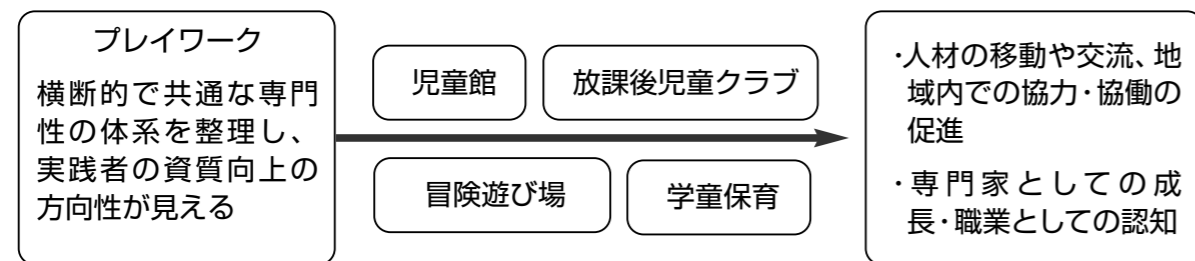 プレイワーク
横断的で共通な専門
性の体系を整理し、
実践者の資質向上の
方向性が見える
児童館
放課後児童クラブ
冒険遊び場
学童保育
・人材の移動や交流、地
域内での協力・協働の
促進
・専門家としての成
長・職業としての認知